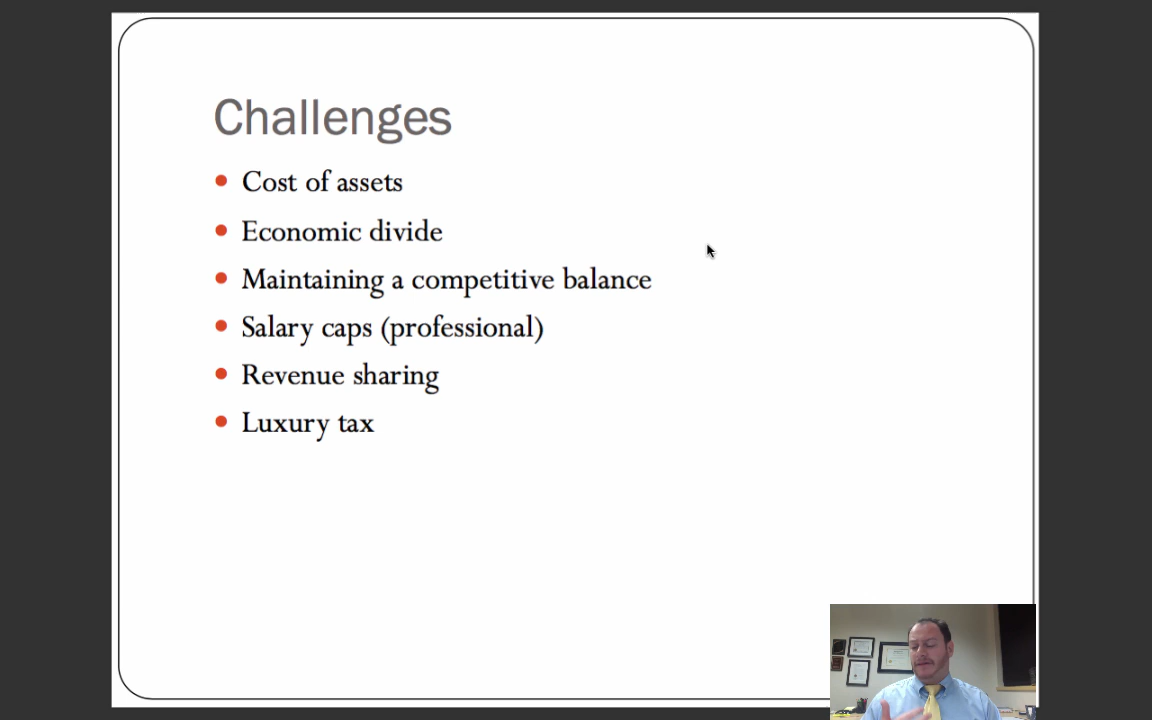 Challenges
Cost of assets
Economic divide
Maintaining a competitive balance
Salary caps (professional)
Revenue sharing
Luxury tax